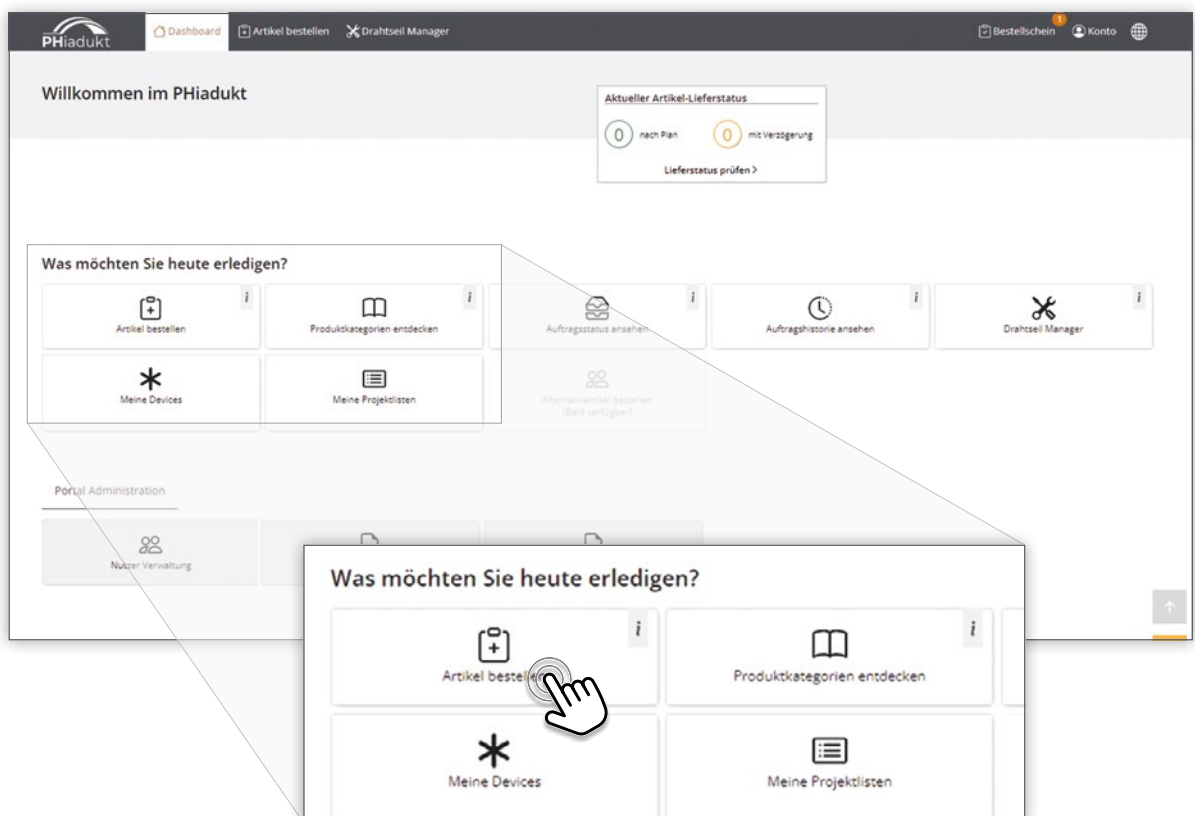 PHiadukt
Dashboard
Artikel bestellen
Drahtseil Manager
Bestellschein
1
Konto
Willkommen im PHiadukt
Aktueller Artikel-Lieferstatus
0 nach Plan
0 mit Verzögerung
Lieferstatus prüfen >
Was möchten Sie heute erledigen?
i
Artikel bestellen
i
Produktkategorien entdecken
i
Auftragsstatus ansehen
i
Auftragshistorie ansehen
i
Drahtseil Manager
Meine Devices
Meine Projektlisten
Alternativartikel bestellen
(Bald verfügbar)
Portal Administration
Nutzer Verwaltung
Was möchten Sie heute erledigen?
i
Artikel bestellen
i
Produktkategorien entdecken
Meine Devices
Meine Projektlisten